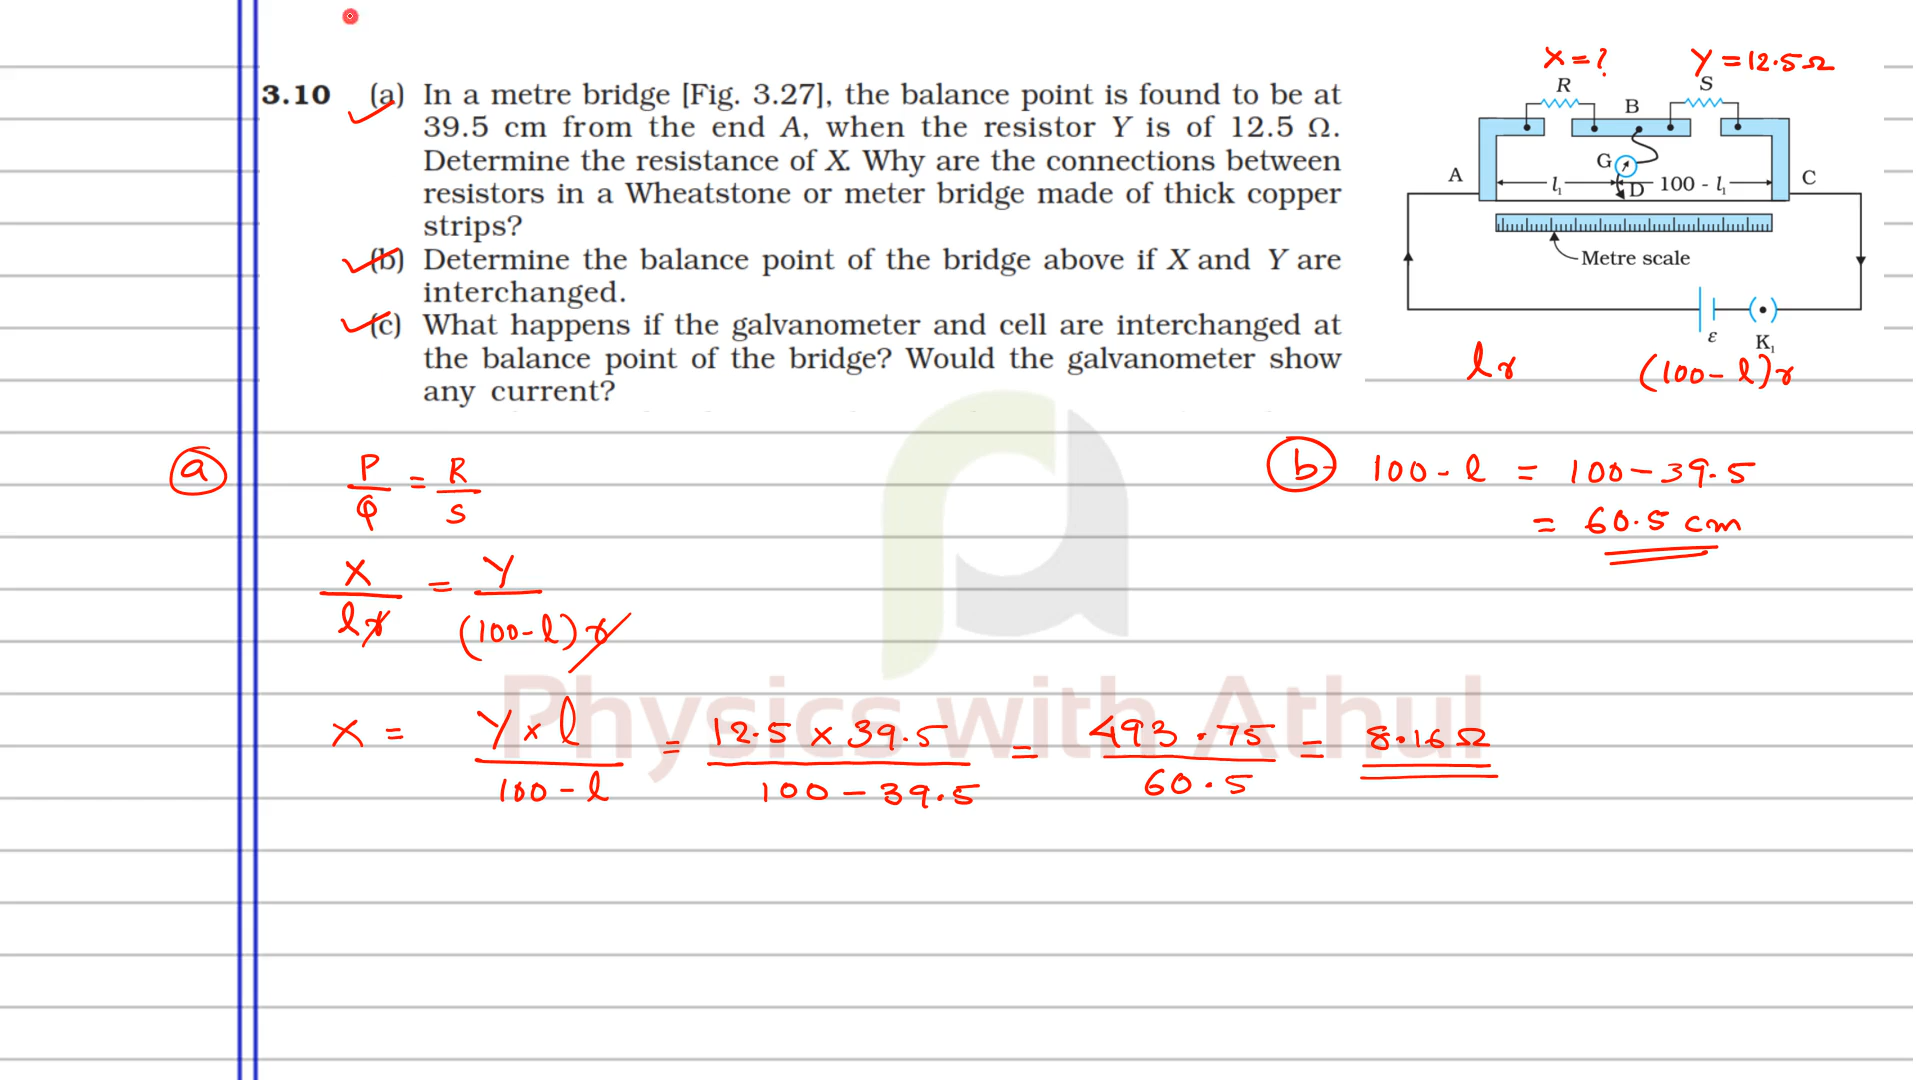 3.10 (a) In a metre bridge [Fig. 3.27], the balance point is found to be at
39.5 cm from the end A, when the resistor Y is of 12.5 Ω.
Determine the resistance of X. Why are the connections between
resistors in a Wheatstone or meter bridge made of thick copper
strips?
(b) Determine the balance point of the bridge above if X and Y are
interchanged.
(c) What happens if the galvanometer and cell are interchanged at
the balance point of the bridge? Would the galvanometer show
any current?
X = ? Y = 12.5 Ω
R S
B
G
A l₁ D 100 - l₁ C
Metre scale
ε K₁
lr (100-l)r
a P/Q = R/S
X/lr = Y/(100-l)r
X = Y×l/100-l = 12.5 × 39.5/100-39.5 = 493.75/60.5 = 8.16 Ω
b 100-l = 100-39.5
= 60.5 cm
Physics with Athul